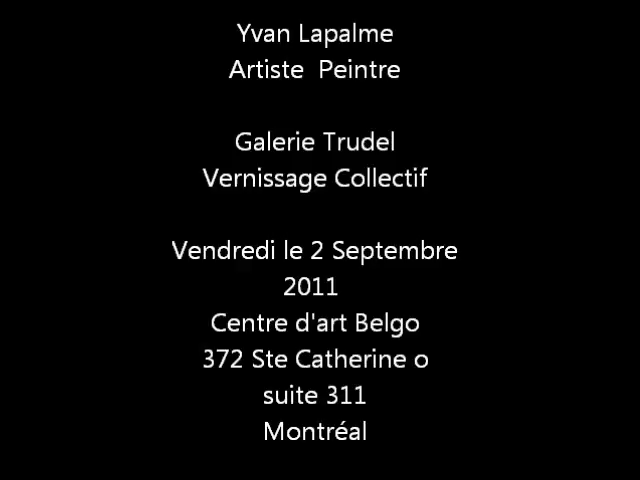 Yvan Lapalme
Artiste  Peintre
Galerie Trudel
Vernissage Collectif
Vendredi le 2 Septembre
2011
Centre d'art Belgo
372 Ste Catherine o
suite 311
Montréal